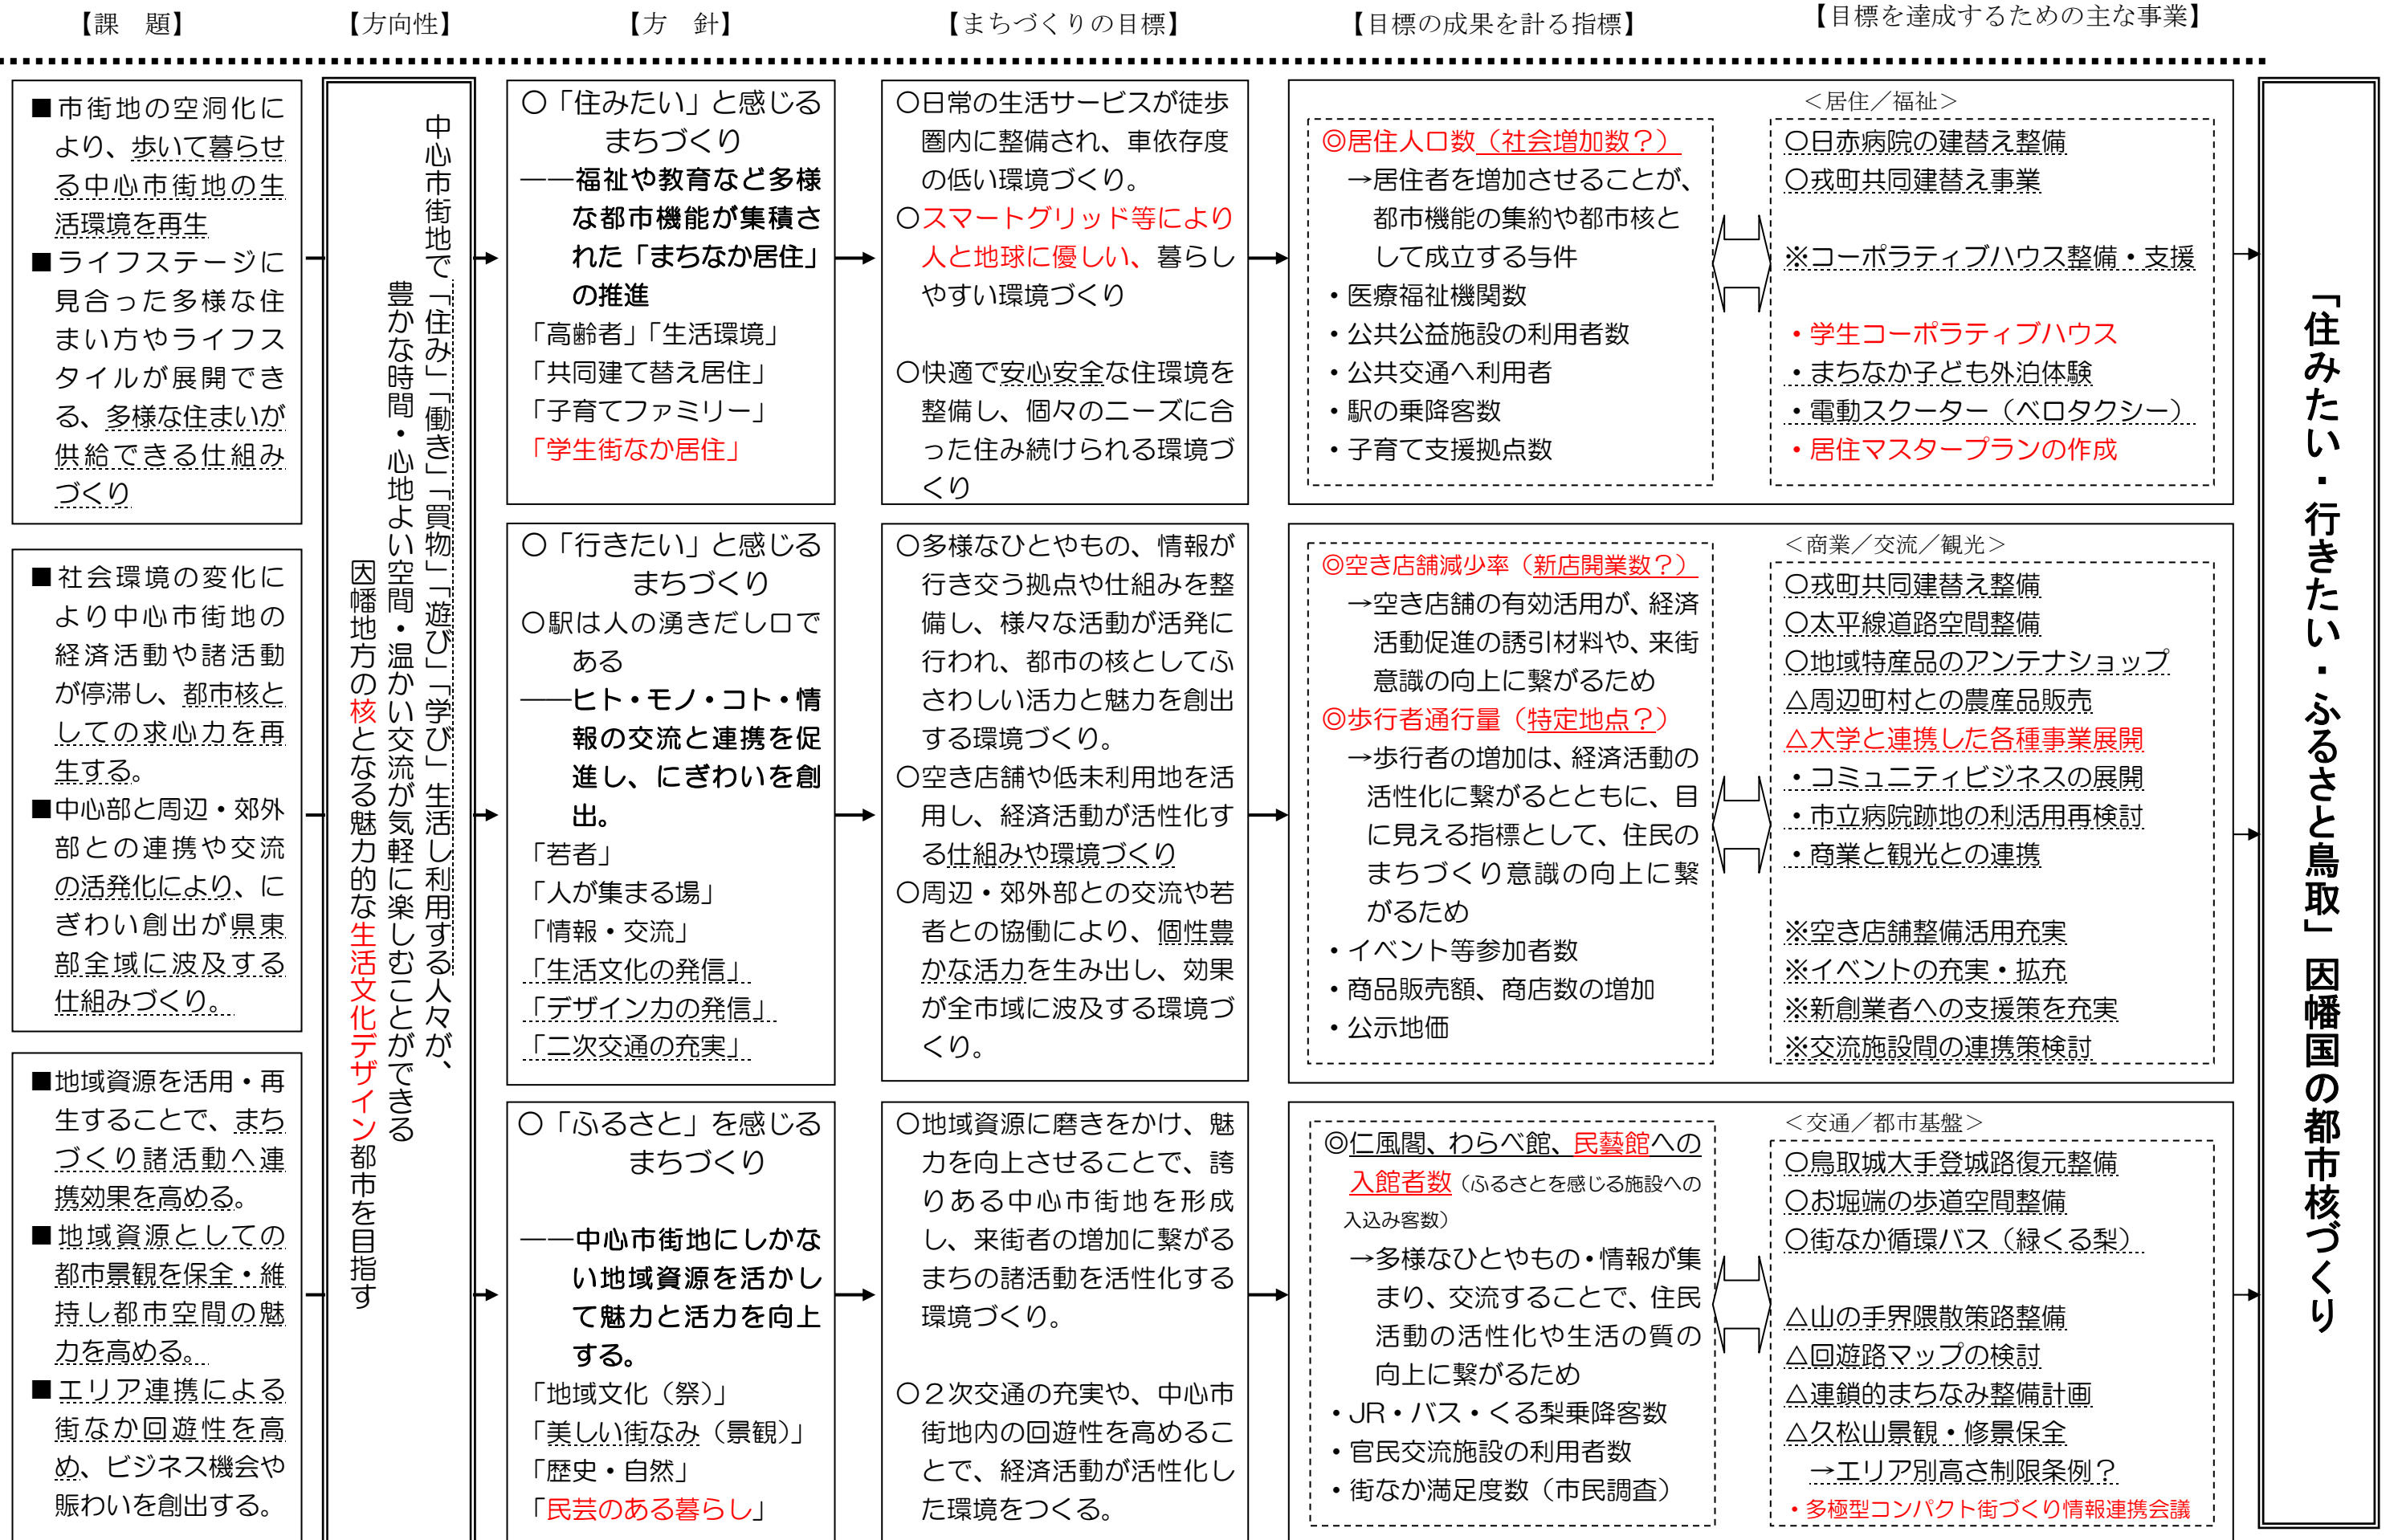 【課　題】
【方向性】
【方　針】
【まちづくりの目標】
【目標の成果を計る指標】
【目標を達成するための主な事業】
■市街地の空洞化に
より、歩いて暮らせ
る中心市街地の生
活環境を再生
■ライフステージに
見合った多様な住
まい方やライフス
タイルが展開でき
る、多様な住まいが
供給できる仕組み
づくり
■社会環境の変化に
より中心市街地の
経済活動や諸活動
が停滞し、都市核と
しての求心力を再
生する。
■中心部と周辺・郊外
部との連携や交流
の活発化により、に
ぎわい創出が県東
部全域に波及する
仕組みづくり。
■地域資源を活用・再
生することで、まち
づくり諸活動へ連
携効果を高める。
■地域資源としての
都市景観を保全・維
持し都市空間の魅
力を高める。
■エリア連携による
街なか回遊性を高
め、ビジネス機会や
賑わいを創出する。
中心市街地で「住み」「働き」「買物」「遊び」「学び」生活し利用する人々が、
豊かな時間・心地よい空間・温かい交流が気軽に楽しむことができる
因幡地方の核となる魅力的な生活文化デザイン都市を目指す
〇「住みたい」と感じる
まちづくり
――福祉や教育など多様
な都市機能が集積さ
れた「まちなか居住」
の推進
「高齢者」「生活環境」
「共同建て替え居住」
「子育てファミリー」
「学生街なか居住」
〇「行きたい」と感じる
まちづくり
〇駅は人の湧きだし口で
ある
――ヒト・モノ・コト・情
報の交流と連携を促
進し、にぎわいを創
出。
「若者」
「人が集まる場」
「情報・交流」
「生活文化の発信」
「デザイン力の発信」
「二次交通の充実」
〇「ふるさと」を感じる
まちづくり
――中心市街地にしかな
い地域資源を活かし
て魅力と活力を向上
する。
「地域文化（祭）」
「美しい街なみ（景観）」
「歴史・自然」
「民芸のある暮らし」
〇日常の生活サービスが徒歩
圏内に整備され、車依存度
の低い環境づくり。
〇スマートグリッド等により
人と地球に優しい、暮らし
やすい環境づくり
〇快適で安心安全な住環境を
整備し、個々のニーズに合
った住み続けられる環境づ
くり
〇多様なひとやもの、情報が
行き交う拠点や仕組みを整
備し、様々な活動が活発に
行われ、都市の核としてふ
さわしい活力と魅力を創出
する環境づくり。
〇空き店舗や低未利用地を活
用し、経済活動が活性化す
る仕組みや環境づくり
〇周辺・郊外部との交流や若
者との協働により、個性豊
かな活力を生み出し、効果
が全市域に波及する環境づ
くり。
〇地域資源に磨きをかけ、魅
力を向上させることで、誇
りある中心市街地を形成
し、来街者の増加に繋がる
まちの諸活動を活性化する
環境づくり。
〇２次交通の充実や、中心市
街地内の回遊性を高めるこ
とで、経済活動が活性化し
た環境をつくる。
◎居住人口数（社会増加数？）
→居住者を増加させることが、
都市機能の集約や都市核と
して成立する与件
・医療福祉機関数
・公共公益施設の利用者数
・公共交通へ利用者
・駅の乗降客数
・子育て支援拠点数
＜居住／福祉＞
〇日赤病院の建替え整備
〇戎町共同建替え事業
※コーポラティブハウス整備・支援
・学生コーポラティブハウス
・まちなか子ども外泊体験
・電動スクーター（ベロタクシー）
・居住マスタープランの作成
◎空き店舗減少率（新店開業数？）
→空き店舗の有効活用が、経済
活動促進の誘引材料や、来街
意識の向上に繋がるため
◎歩行者通行量（特定地点？）
→歩行者の増加は、経済活動の
活性化に繋がるとともに、目
に見える指標として、住民の
まちづくり意識の向上に繋
がるため
・イベント等参加者数
・商品販売額、商店数の増加
・公示地価
＜商業／交流／観光＞
〇戎町共同建替え整備
〇太平線道路空間整備
〇地域特産品のアンテナショップ
△周辺町村との農産品販売
△大学と連携した各種事業展開
・コミュニティビジネスの展開
・市立病院跡地の利活用再検討
・商業と観光との連携
※空き店舗整備活用充実
※イベントの充実・拡充
※新創業者への支援策を充実
※交流施設間の連携策検討
◎仁風閣、わらべ館、民藝館への
入館者数（ふるさとを感じる施設への
入込み客数）
→多様なひとやもの・情報が集
まり、交流することで、住民
活動の活性化や生活の質の
向上に繋がるため
・JR・バス・くる梨乗降客数
・官民交流施設の利用者数
・街なか満足度数（市民調査）
＜交通／都市基盤＞
〇鳥取城大手登城路復元整備
〇お堀端の歩道空間整備
〇街なか循環バス（緑くる梨）
△山の手界隈散策路整備
△回遊路マップの検討
△連鎖的まちなみ整備計画
△久松山景観・修景保全
→エリア別高さ制限条例？
・多極型コンパクト街づくり情報連携会議
「住みたい・行きたい・ふるさと鳥取」因幡国の都市核づくり